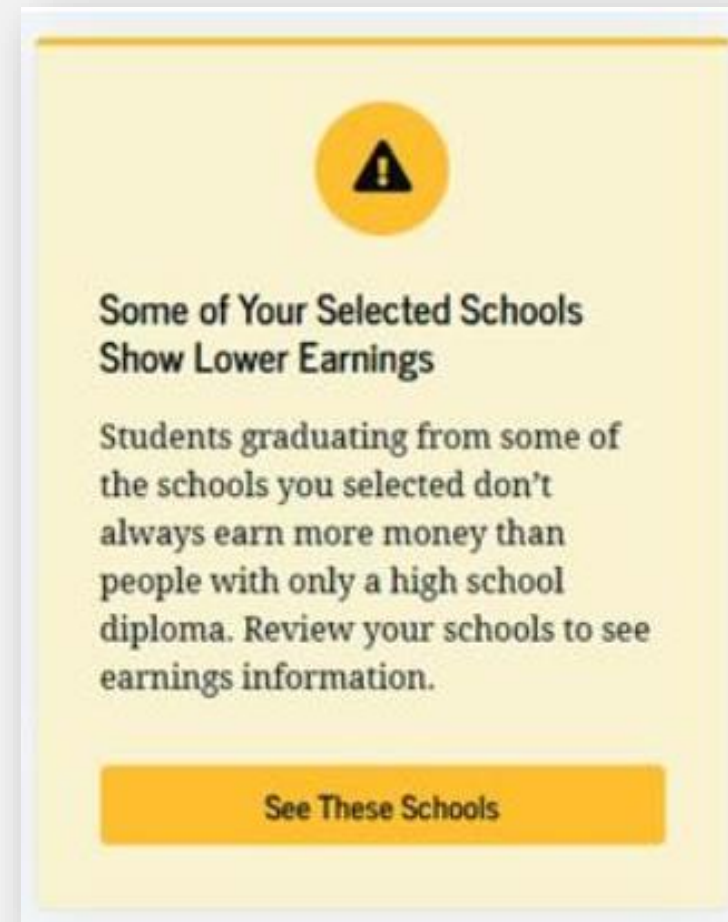 Some of Your Selected Schools
Show Lower Earnings
Students graduating from some of
the schools you selected don’t
always earn more money than
people with only a high school
diploma. Review your schools to see
earnings information.
See These Schools